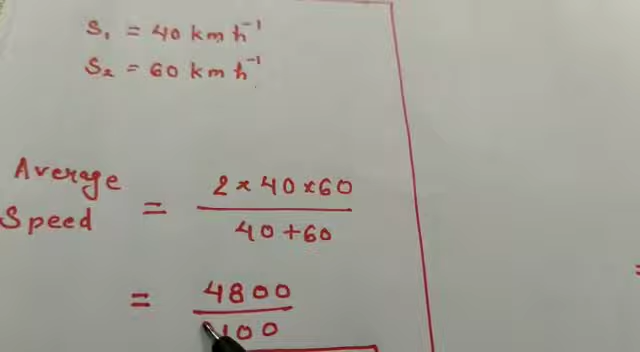 S₁ = 40 km h⁻¹
S₂ = 60 km h⁻¹
Average
Speed = 2 × 40 × 60 / 40 + 60
= 4800 / 100
=